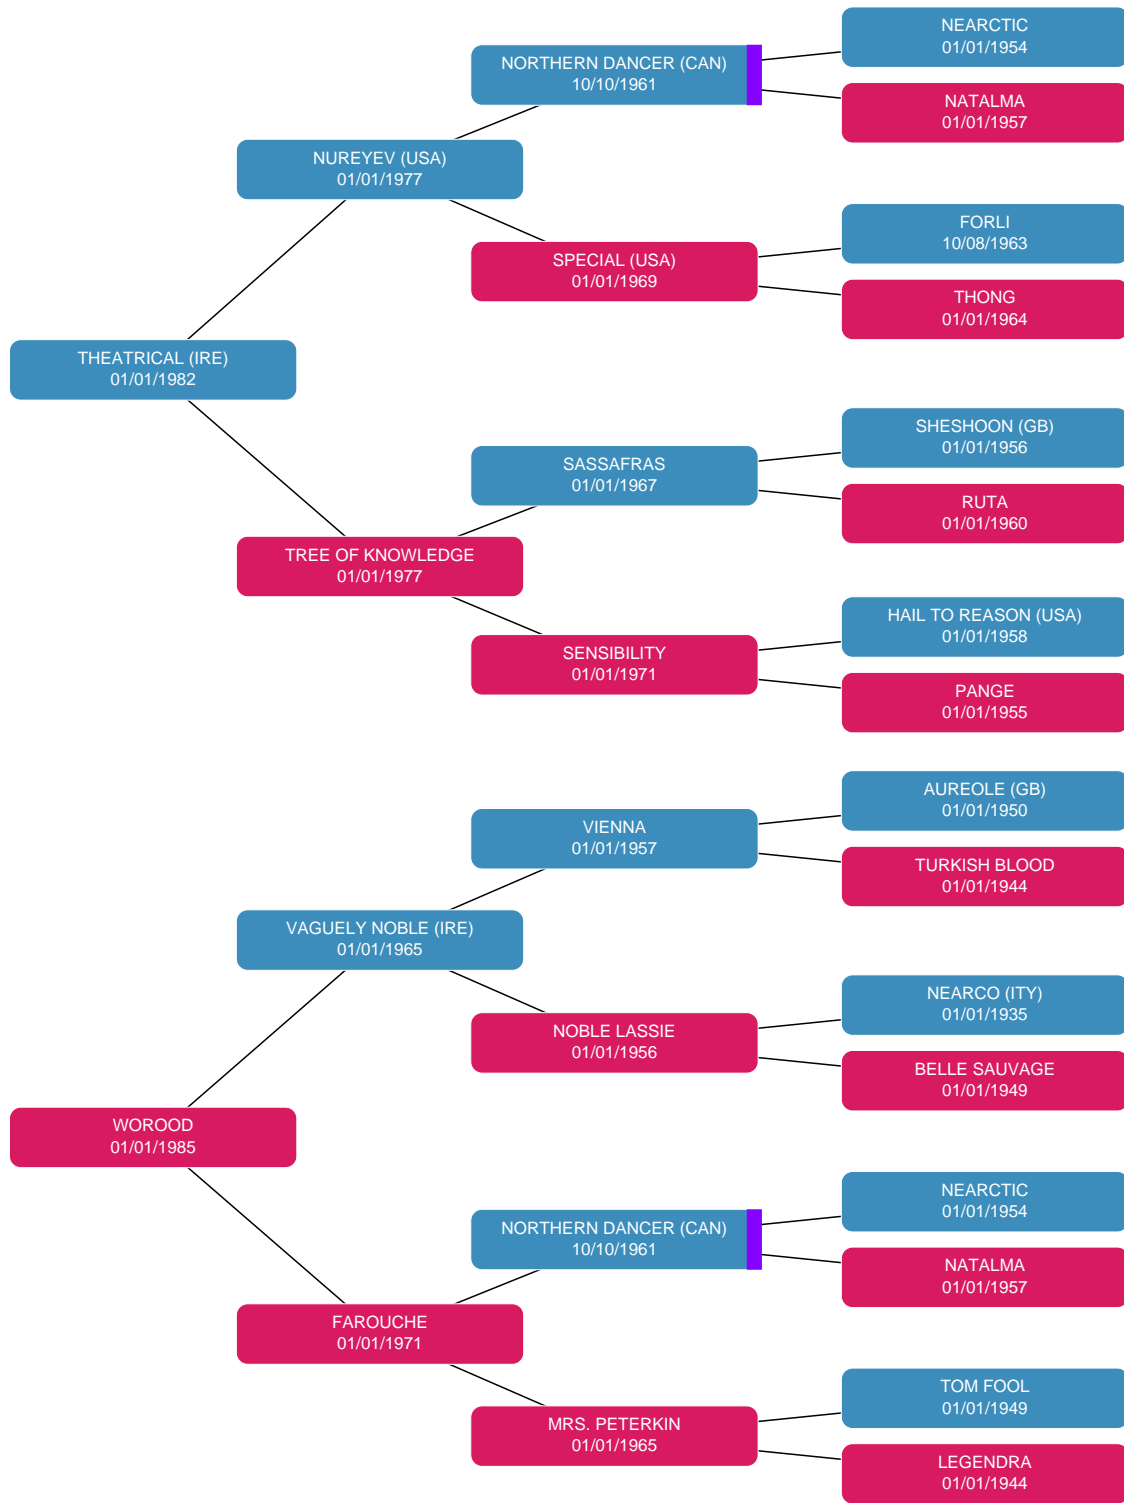 NEARCTIC
01/01/1954
NORTHERN DANCER (CAN)
10/10/1961
NATALMA
01/01/1957
NUREYEV (USA)
01/01/1977
FORLI
10/08/1963
SPECIAL (USA)
01/01/1969
THONG
01/01/1964
THEATRICAL (IRE)
01/01/1982
SHESHOON (GB)
01/01/1956
SASSAFRAS
01/01/1967
RUTA
01/01/1960
TREE OF KNOWLEDGE
01/01/1977
HAIL TO REASON (USA)
01/01/1958
SENSIBILITY
01/01/1971
PANGE
01/01/1955
AUREOLE (GB)
01/01/1950
VIENNA
01/01/1957
TURKISH BLOOD
01/01/1944
VAGUELY NOBLE (IRE)
01/01/1965
NEARCO (ITY)
01/01/1935
NOBLE LASSIE
01/01/1956
BELLE SAUVAGE
01/01/1949
WOROOD
01/01/1985
NEARCTIC
01/01/1954
NORTHERN DANCER (CAN)
10/10/1961
NATALMA
01/01/1957
FAROUCHE
01/01/1971
TOM FOOL
01/01/1949
MRS. PETERKIN
01/01/1965
LEGENDRA
01/01/1944